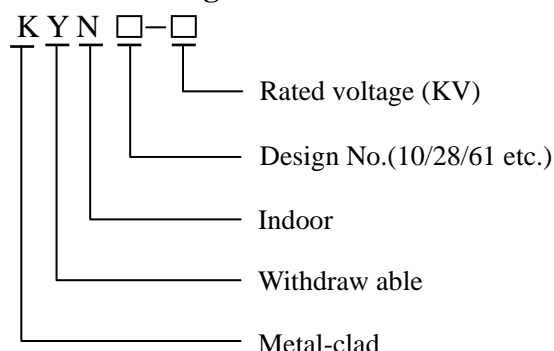 K Y N □-□
Rated voltage (KV)
Design No.(10/28/61 etc.)
Indoor
Withdraw able
Metal-clad